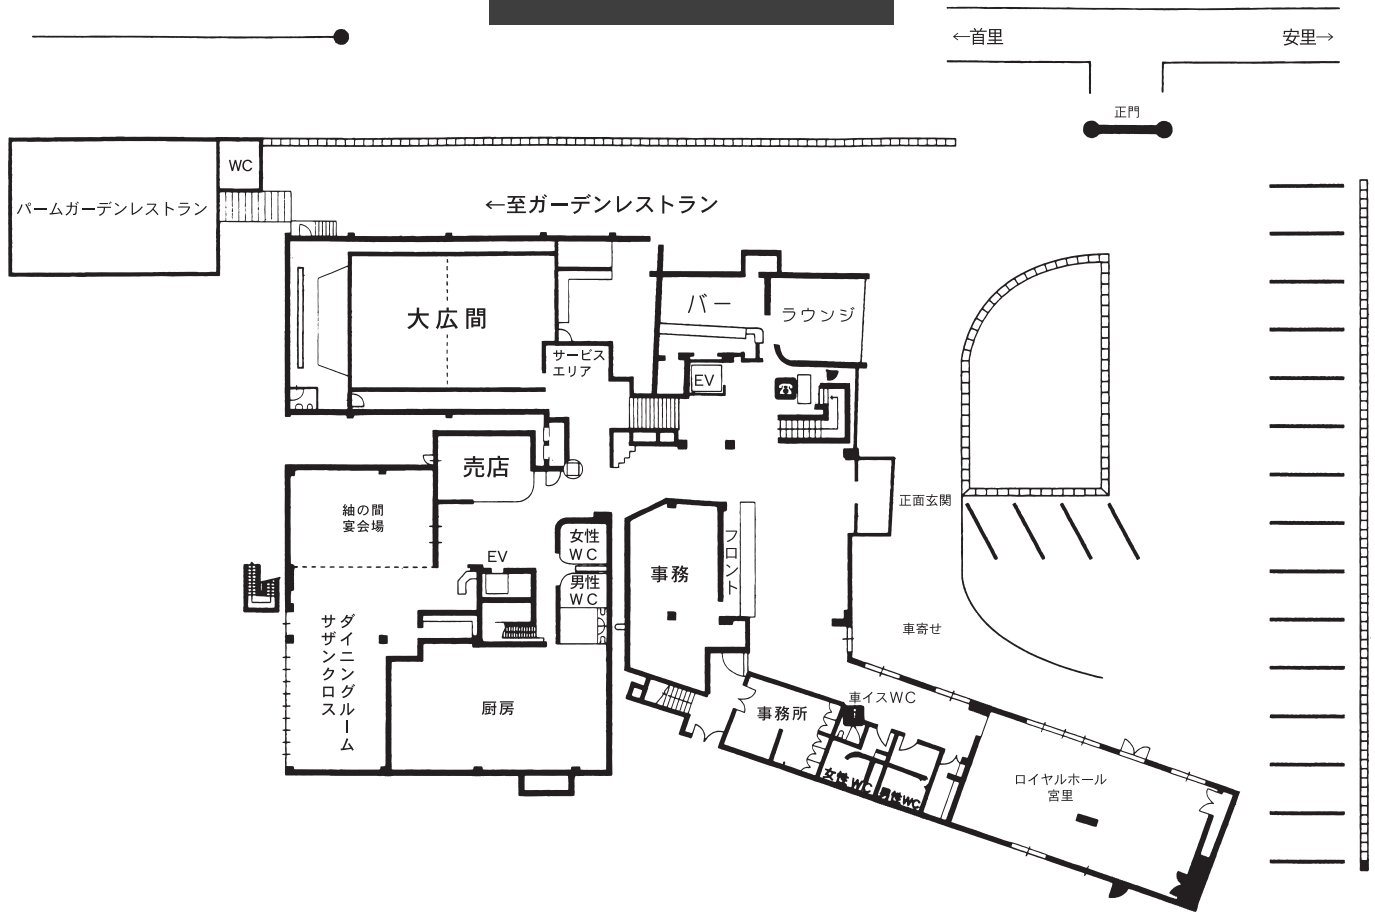 ←首里
安里→
正門
WC
パームガーデンレストラン
←至ガーデンレストラン
バー
ラウンジ
大広間
サービス
エリア
EV
売店
紬の間
宴会場
正面玄関
女性
WC
フロント
EV
男性
WC
事務
ダイニングルーム
サザンクロス
車寄せ
厨房
車イスWC
事務所
女性WC
男性WC
ロイヤルホール
宮里